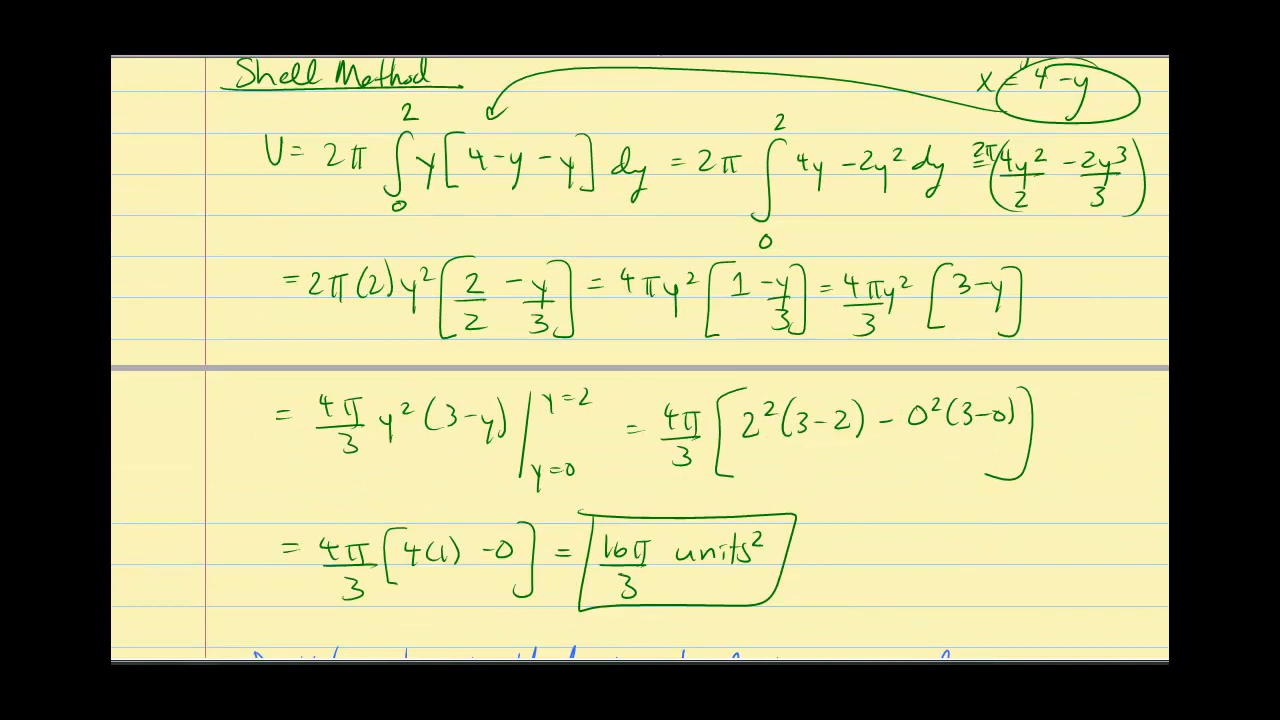 Shell Method
x = 4-y
V = 2π ∫₀² y[4-y-y] dy = 2π ∫₀² 4y - 2y² dy = 2π(4y²/2 - 2y³/3)
= 2π(2)y²[2/2 - y/3] = 4πy²[1 - y/3] = 4π/3 y² [3-y]
= 4π/3 y²(3-y) | y=2 y=0 = 4π/3 [2²(3-2) - 0²(3-0)]
= 4π/3 [4(1) - 0] = 16π/3 units²